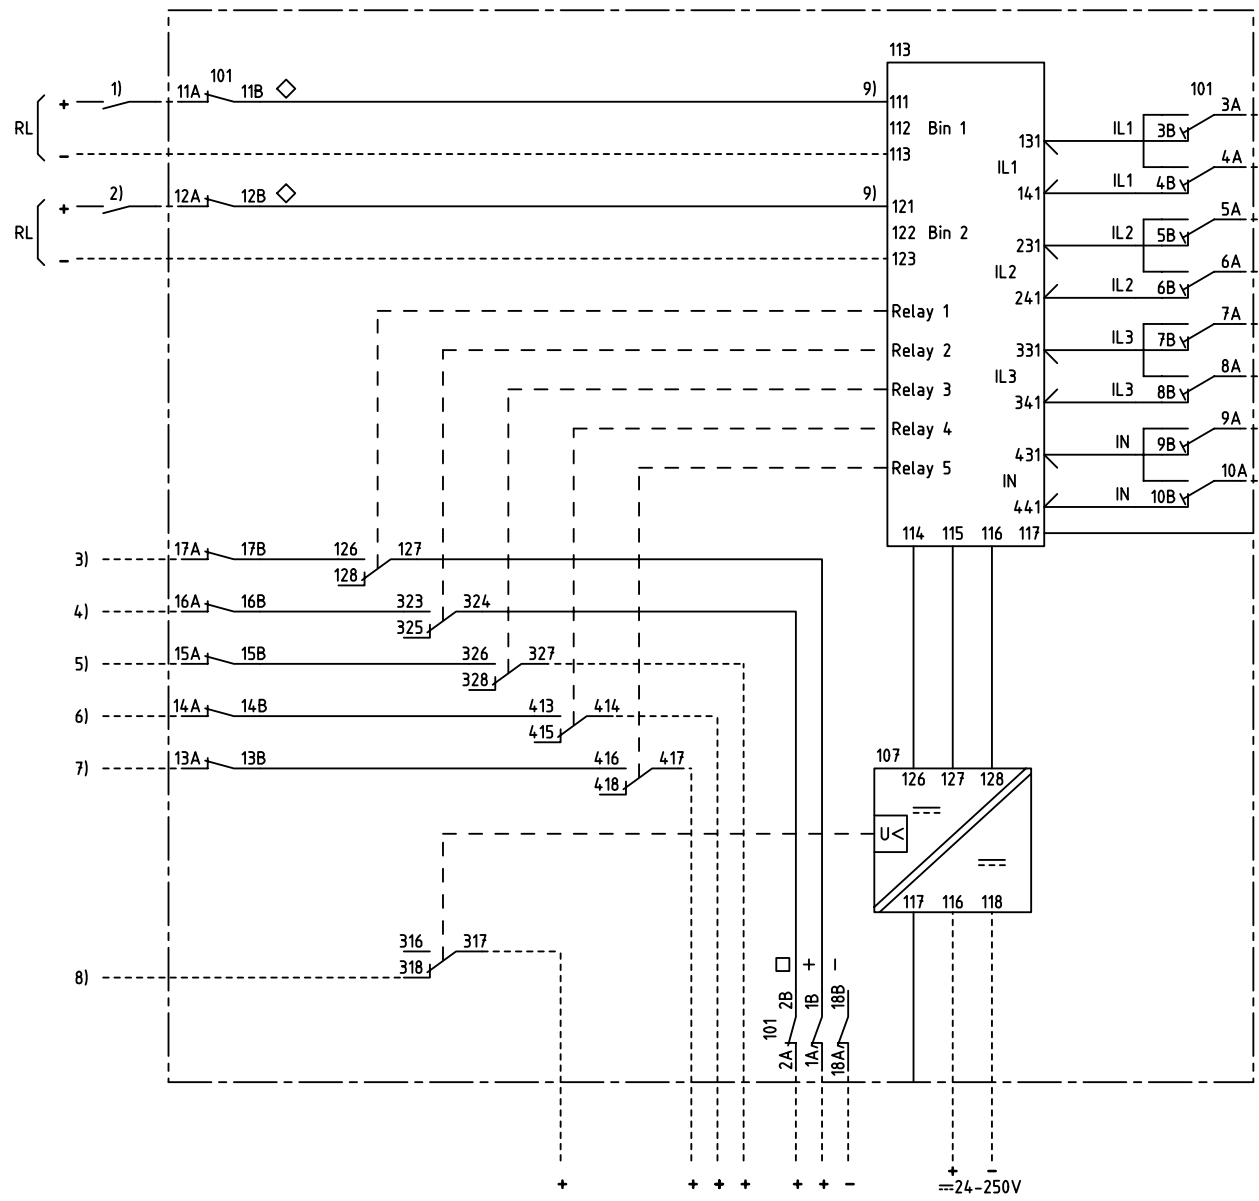 113
101
1)
11A
11B
9)
111
RL
+
112 Bin 1
-
113
2)
12A
12B
9)
121
RL
+
122 Bin 2
-
123
101
3A
IL1
3B
131
IL1
4A
IL1
4B
141
5A
IL2
5B
231
IL2
6A
IL2
6B
241
7A
IL3
7B
331
IL3
8A
IL3
8B
341
9A
IN
9B
431
IN
10A
IN
10B
441
Relay 1
Relay 2
Relay 3
Relay 4
Relay 5
114 115 116 117
3)
17A
17B
126
127
128
4)
16A
16B
323
324
325
5)
15A
15B
326
327
328
6)
14A
14B
413
414
415
7)
13A
13B
416
417
418
107
126 127 128
U<
117 116 118
8)
316
317
318
+ -
101
2B
1B
18B
2A
1A
18A
+ + + + + + -
+ -
24-250V